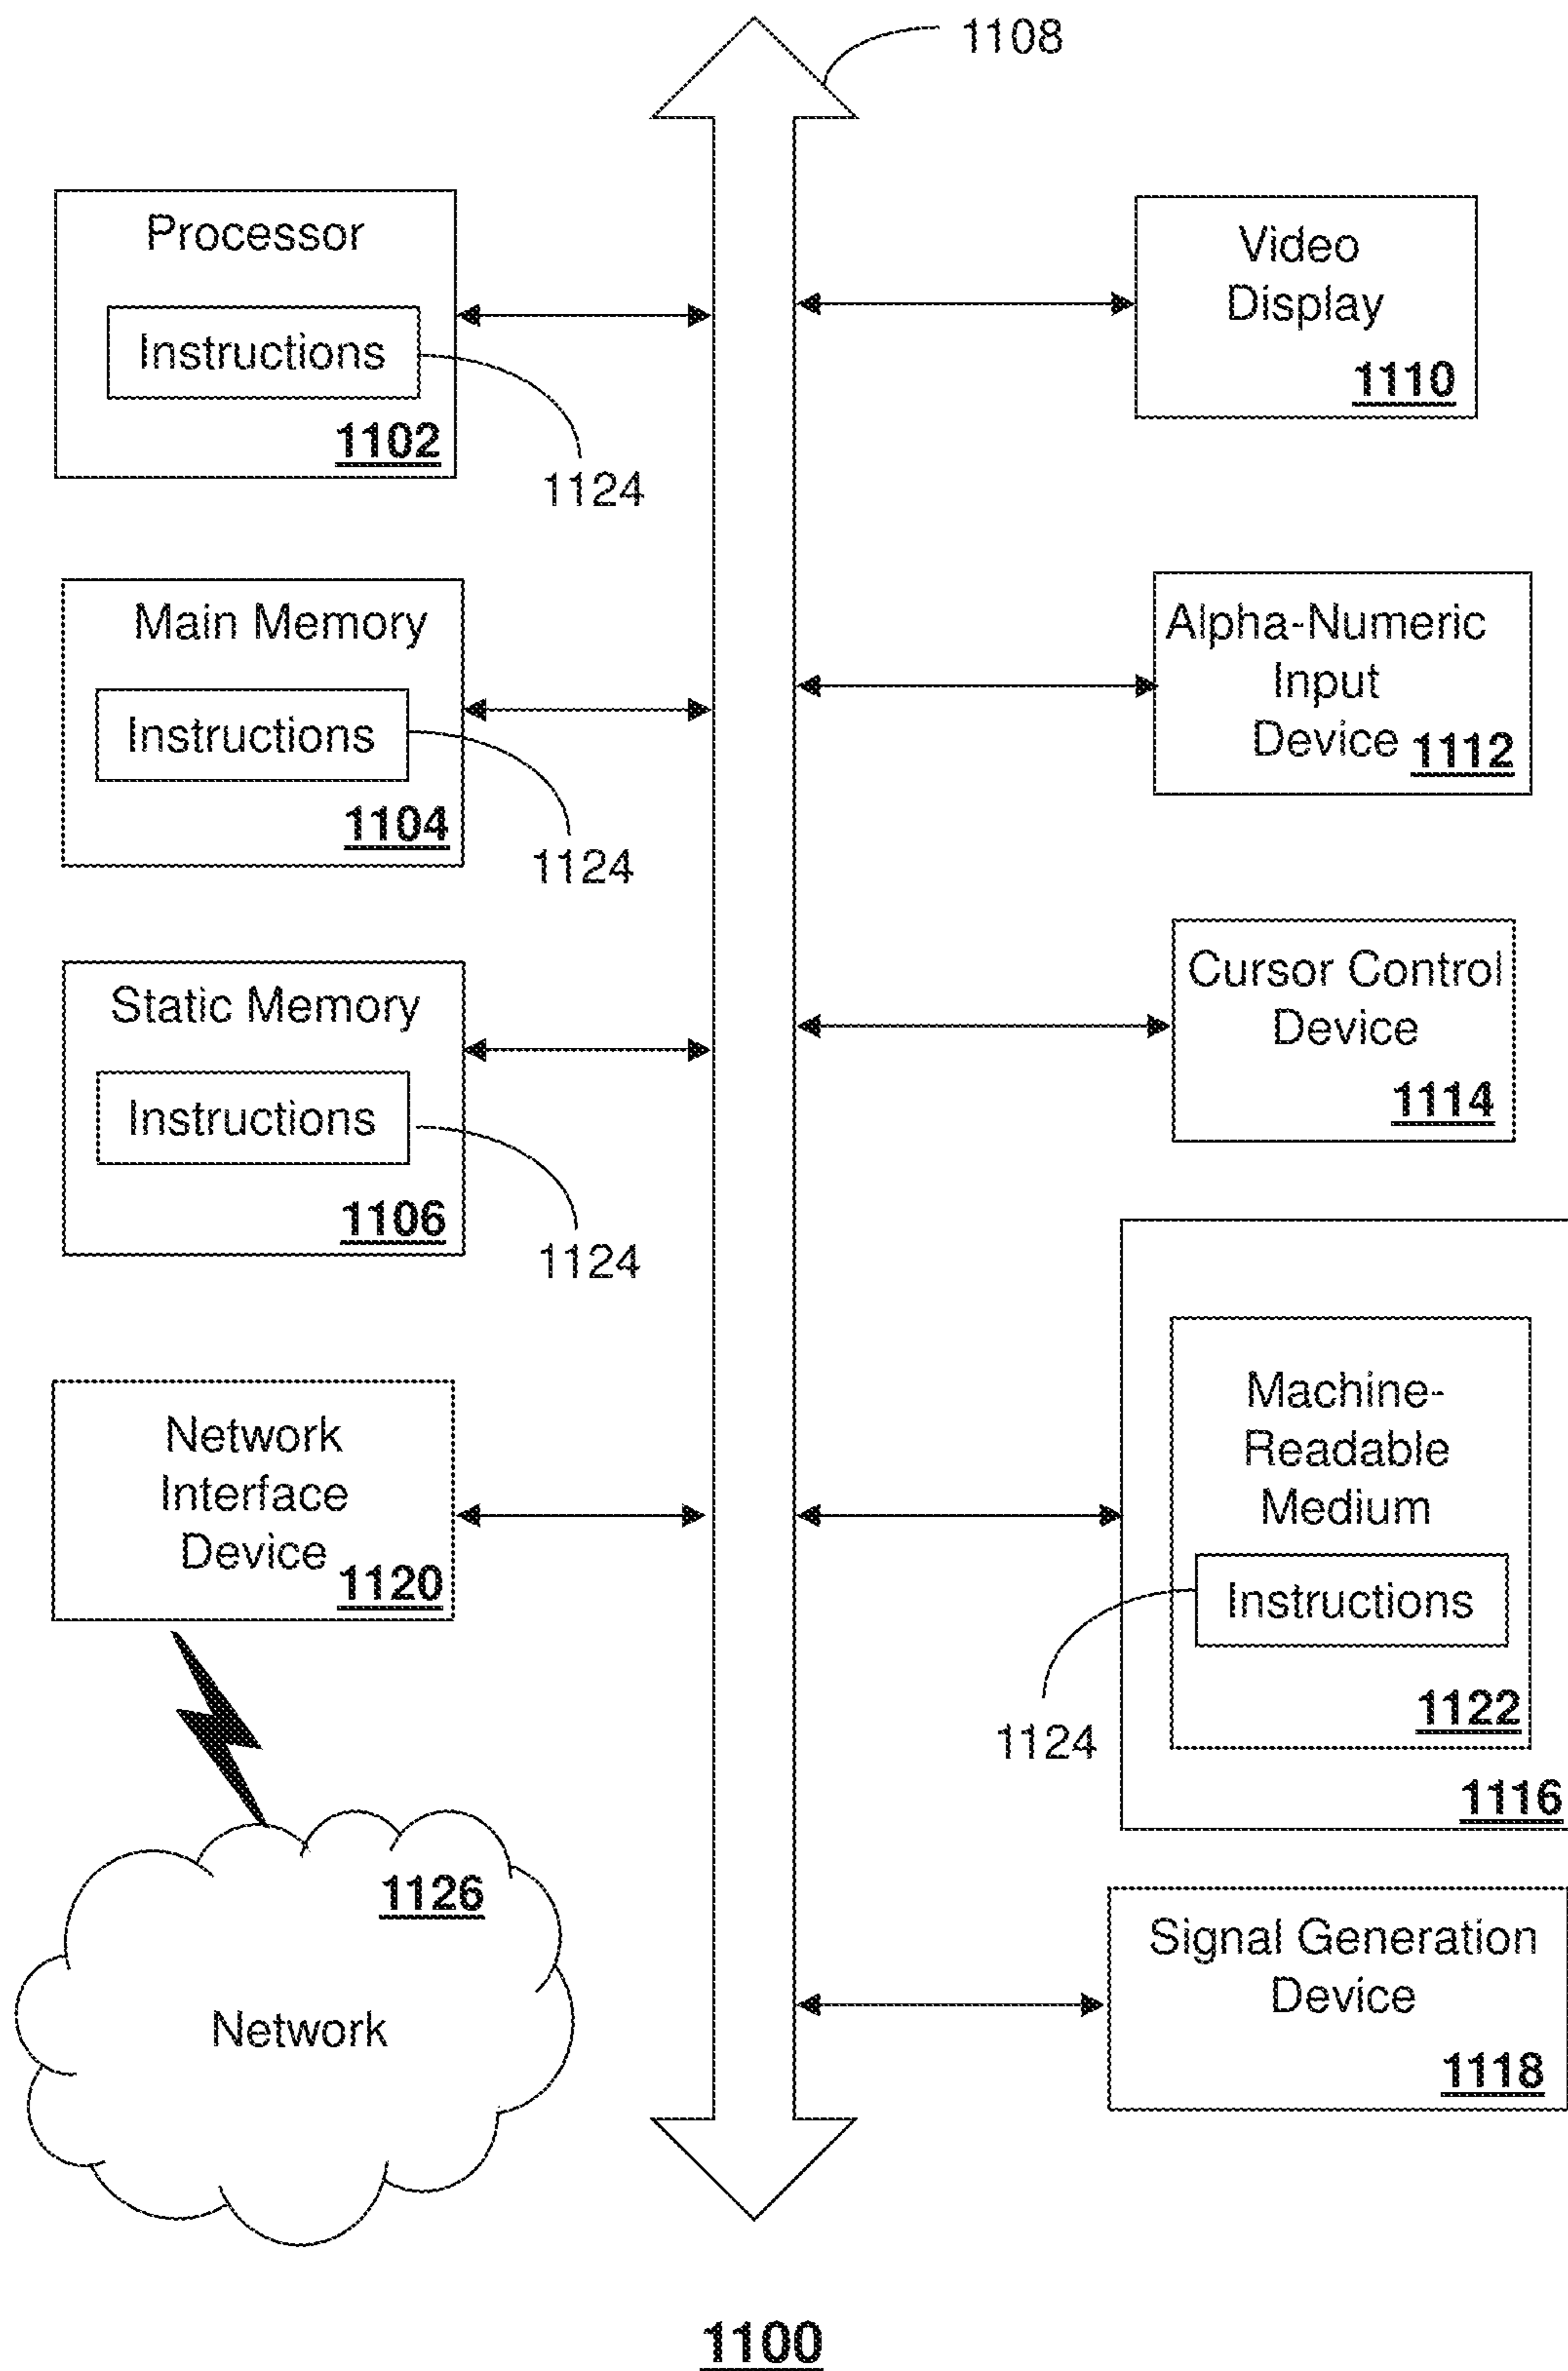 1108
Processor
Instructions
1102
1124
Main Memory
Instructions
1104
1124
Static Memory
Instructions
1106
1124
Network
Interface
Device
1120
1126
Network
Video
Display
1110
Alpha-Numeric
Input
Device 1112
Cursor Control
Device
1114
Machine-
Readable
Medium
Instructions
1122
1124
1116
Signal Generation
Device
1118
1100